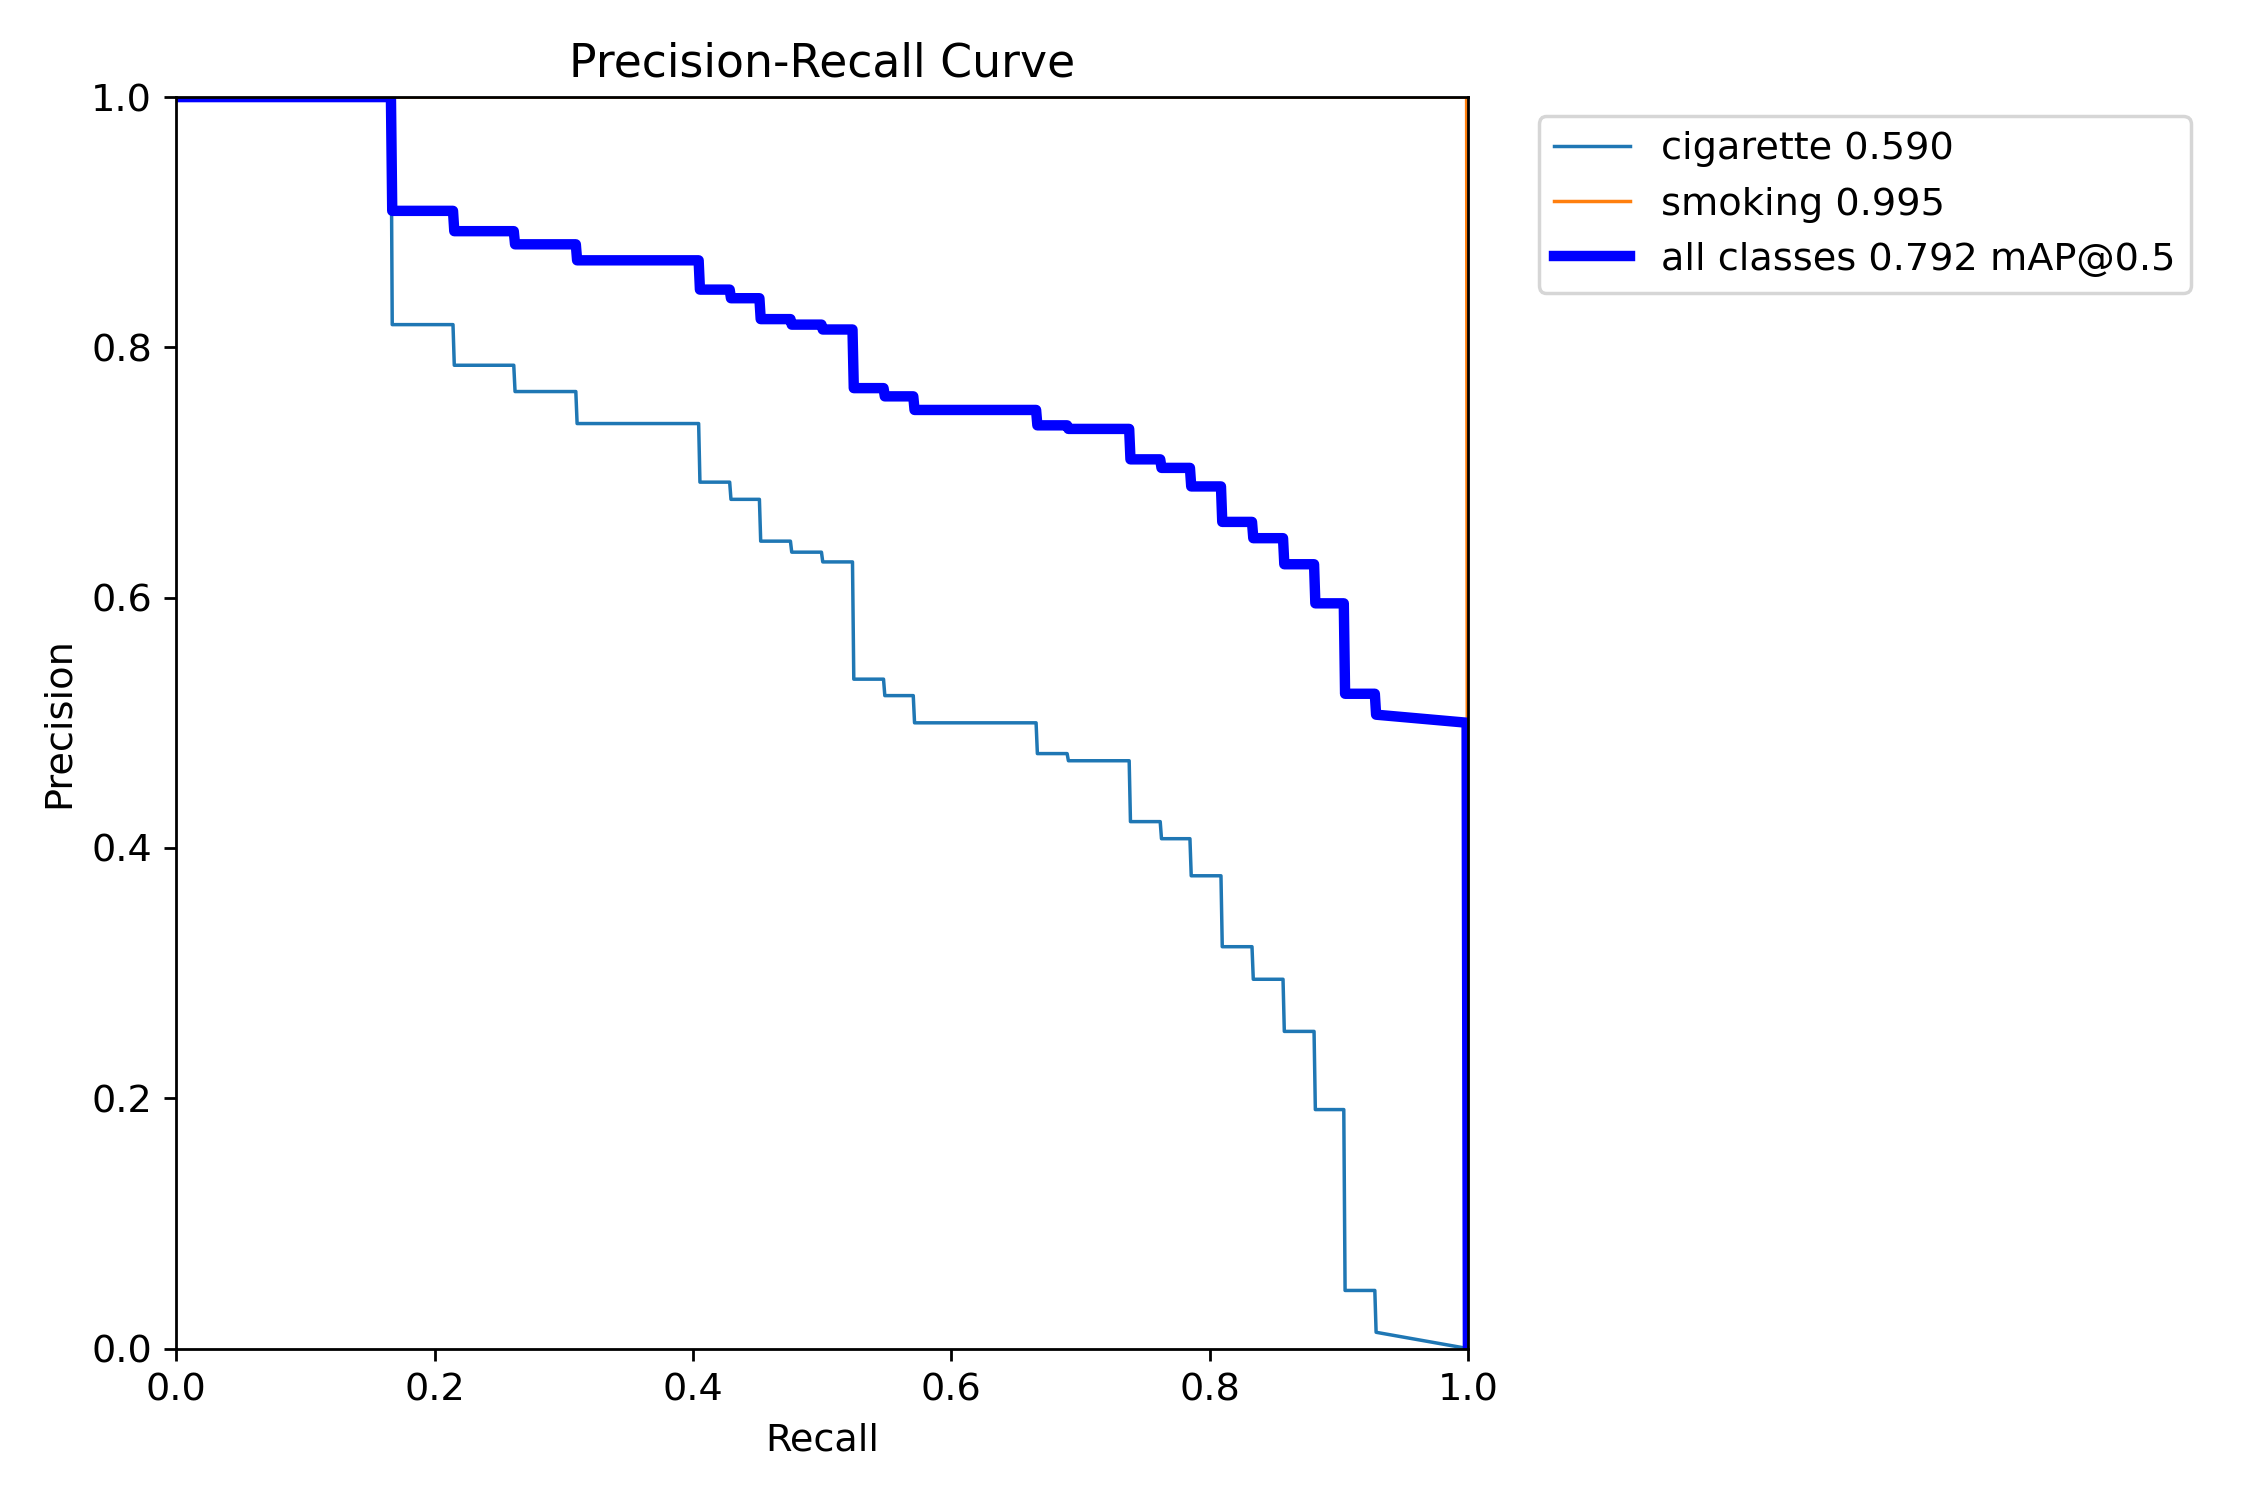 Precision-Recall Curve
1.0
0.8
0.6
0.4
0.2
0.0
Precision
0.0 0.2 0.4 0.6 0.8 1.0
Recall
cigarette 0.590
smoking 0.995
all classes 0.792 mAP@0.5